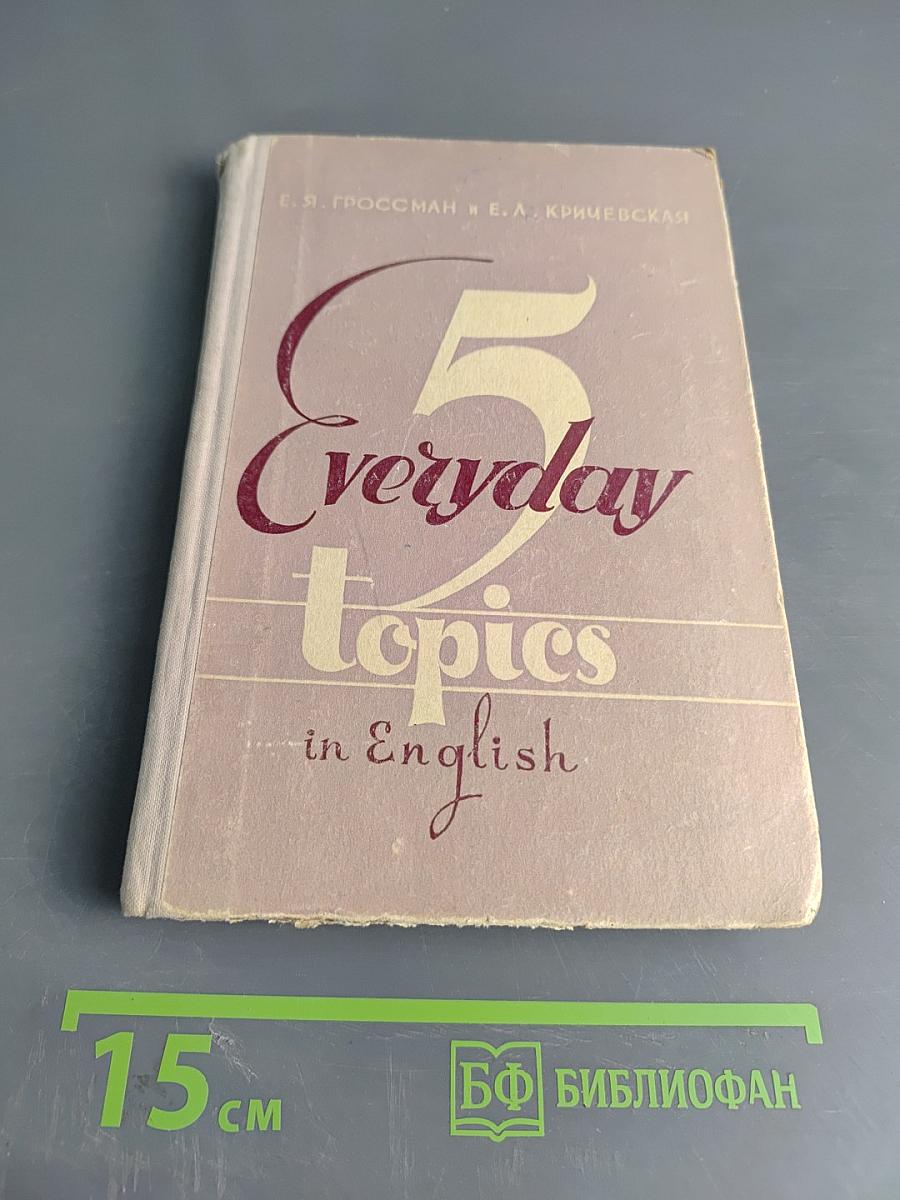 Е. Я. ГРОССМАН и Е. Л. КРИЧЕВСКАЯ
5
Everyday
topics
in English
15 см
БФ БИБЛИОФАН